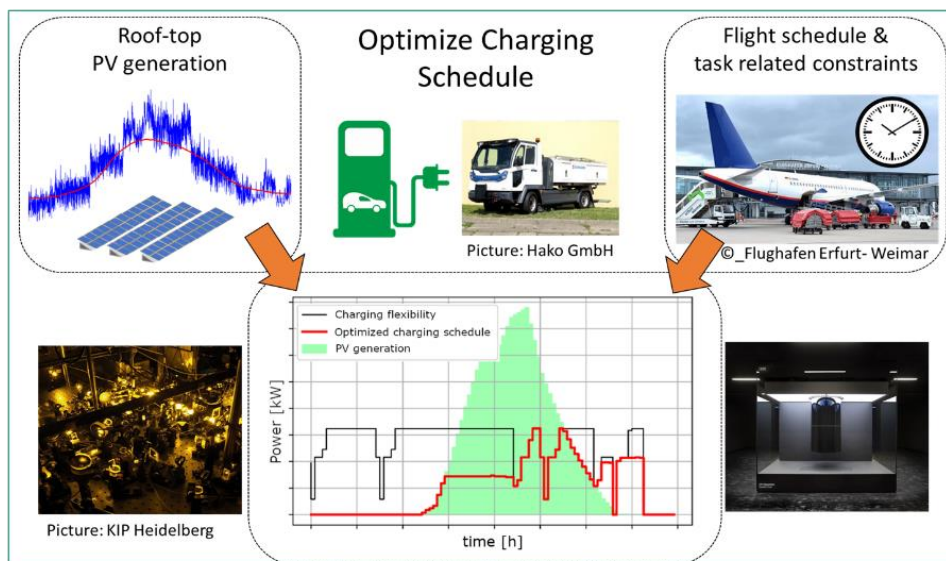 Roof-top
PV generation
Optimize Charging
Schedule
Flight schedule &
task related constraints
Picture: Hako GmbH
©_Flughafen Erfurt- Weimar
Charging flexibility
Optimized charging schedule
PV generation
Power [kW]
time [h]
Picture: KIP Heidelberg